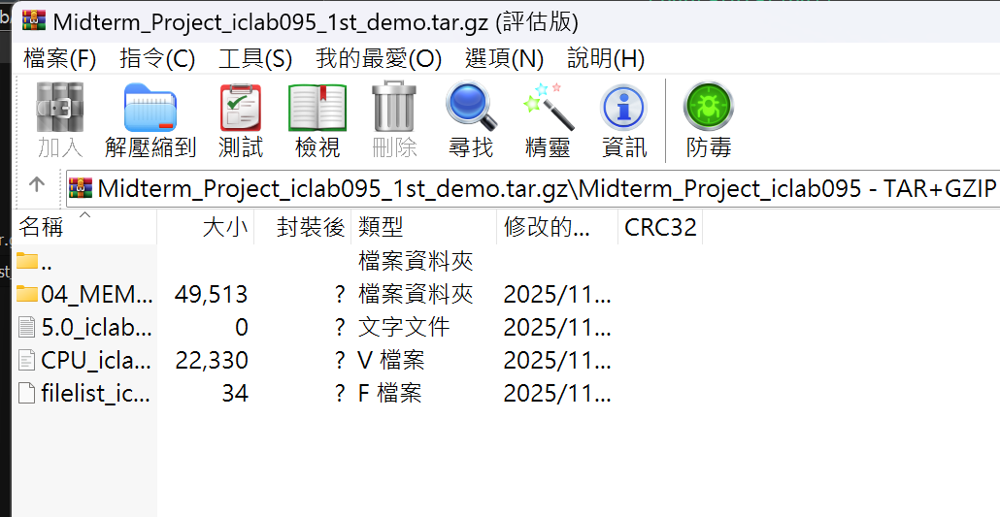 Midterm_Project_iclab095_1st_demo.tar.gz (評估版)
檔案(F) 指令(C) 工具(S) 我的最愛(O) 選項(N) 說明(H)
加入 解壓縮到 測試 檢視 刪除 尋找 精靈 資訊 防毒
Midterm_Project_iclab095_1st_demo.tar.gz\Midterm_Project_iclab095 - TAR+GZIP
名稱 大小 封裝後 類型 修改的... CRC32
.. 檔案資料夾
04_MEM... 49,513 ? 檔案資料夾 2025/11...
5.0_iclab... 0 ? 文字文件 2025/11...
CPU_icla... 22,330 ? V 檔案 2025/11...
filelist_ic... 34 ? F 檔案 2025/11...